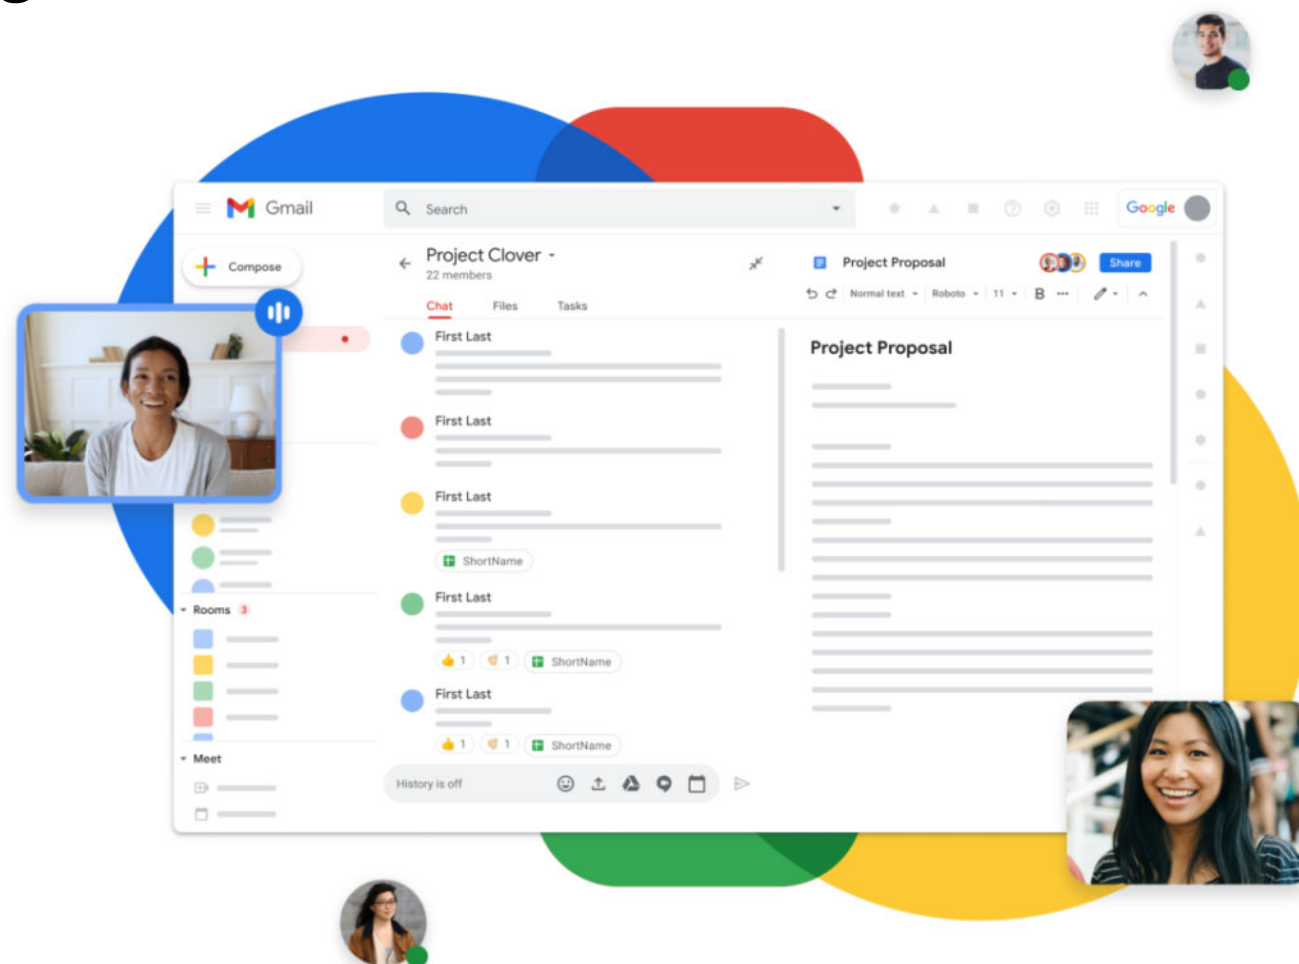 Gmail
Search
Google
Compose
Project Clover
22 members
Chat Files Tasks
First Last
First Last
First Last
ShortName
First Last
1 1 ShortName
First Last
1 1 ShortName
History is off
Rooms 3
Meet
Project Proposal
Share
Normal text Roboto 11 B
Project Proposal